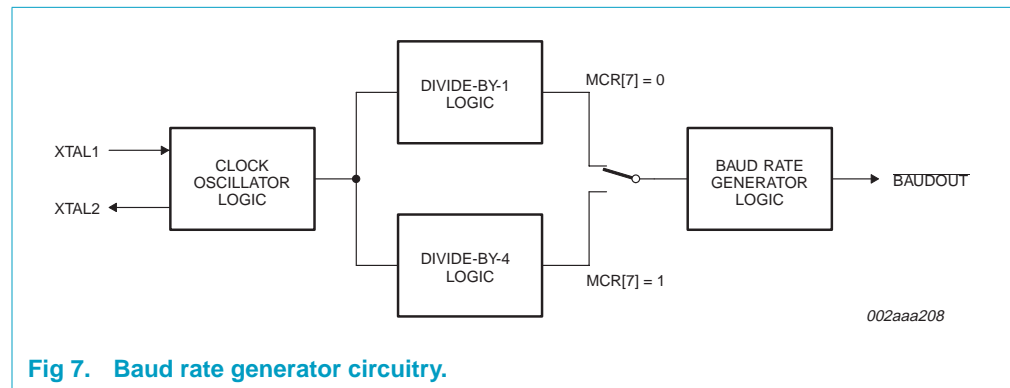 DIVIDE-BY-1
LOGIC
MCR[7] = 0
XTAL1
XTAL2
CLOCK
OSCILLATOR
LOGIC
BAUD RATE
GENERATOR
LOGIC
BAUDOUT
DIVIDE-BY-4
LOGIC
MCR[7] = 1
002aaa208
Fig 7. Baud rate generator circuitry.